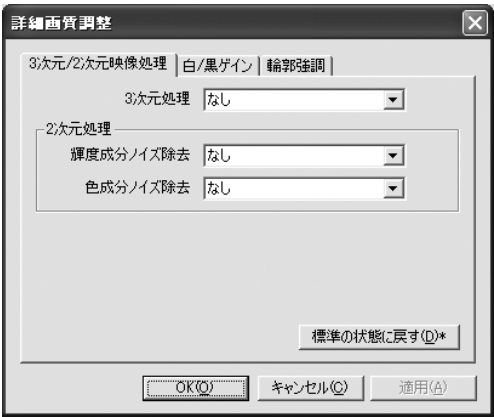 詳細画質調整
3次元/2次元映像処理 白/黒ゲイン 輪郭強調
3次元処理 なし
2次元処理
輝度成分ノイズ除去 なし
色成分ノイズ除去 なし
標準の状態に戻す(D)*
OK(O) キャンセル(C) 適用(A)